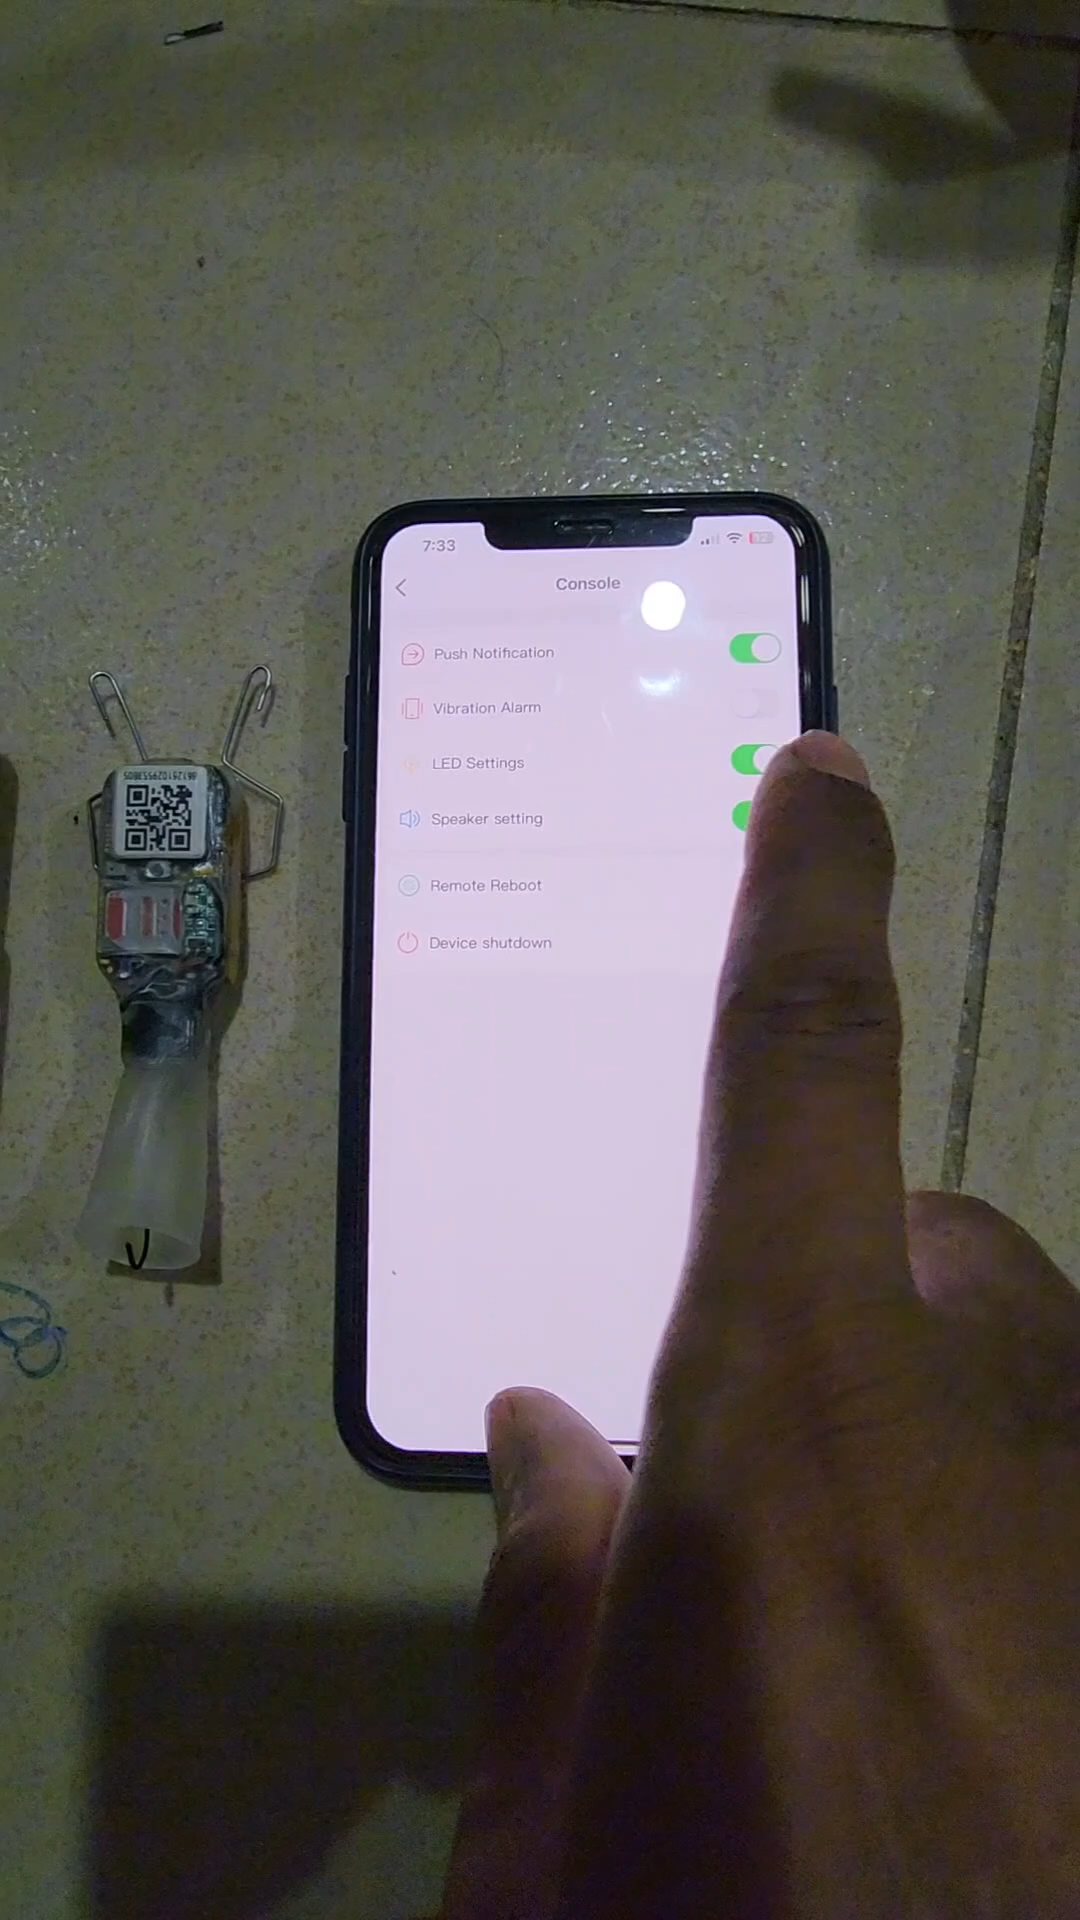 7:33
Console
Push Notification
Vibration Alarm
LED Settings
Speaker setting
Remote Reboot
Device shutdown